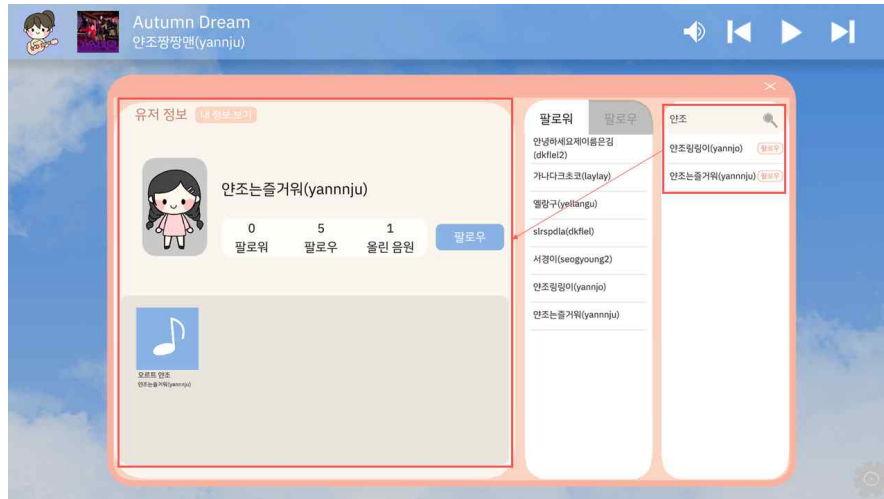 Autumn Dream
얀조짱짱맨(yannju)
유저 정보
내 정보 보기
얀조는즐거워(yannnju)
0 5 1
팔로워 팔로우 올린 음원
팔로우
오르트 얀조
얀조는즐거워(yannnju)
팔로워 팔로우
안녕하세요제이름은김
(dkflel2)
가나다크초코(laylay)
옐랑구(yellangu)
slrspdla(dkflel)
서경이(seogyoung2)
얀조링링이(yannjo)
얀조는즐거워(yannnju)
얀조
얀조링링이(yannjo) 팔로우
얀조는즐거워(yannnju) 팔로우